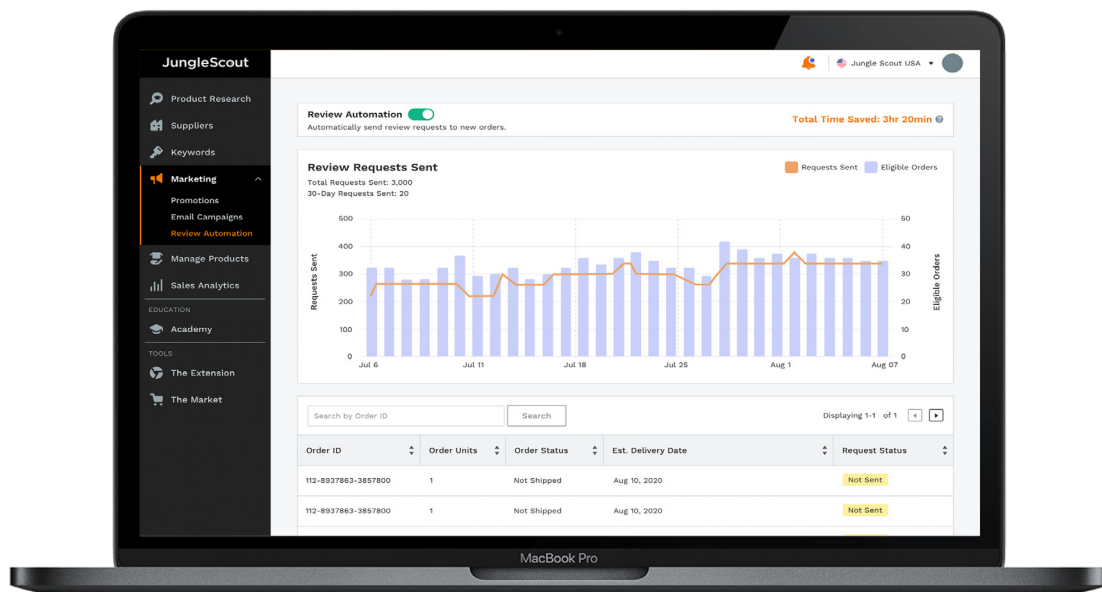 JungleScout
Jungle Scout USA
Product Research
Suppliers
Keywords
Marketing
Promotions
Email Campaigns
Review Automation
Manage Products
Sales Analytics
EDUCATION
Academy
TOOLS
The Extension
The Market
Review Automation
Automatically send review requests to new orders.
Total Time Saved: 3hr 20min
Review Requests Sent
Total Requests Sent: 3,000
30-Day Requests Sent: 20
Requests Sent Eligible Orders
500 50
400 40
300 30
200 20
100 10
0 0
Requests Sent
Eligible Orders
Jul 6 Jul 11 Jul 18 Jul 25 Aug 1 Aug 07
Search by Order ID Search Displaying 1-1 of 1
Order ID Order Units Order Status Est. Delivery Date Request Status
112-8937863-3857800 1 Not Shipped Aug 10, 2020 Not Sent
112-8937863-3857800 1 Not Shipped Aug 10, 2020 Not Sent
MacBook Pro